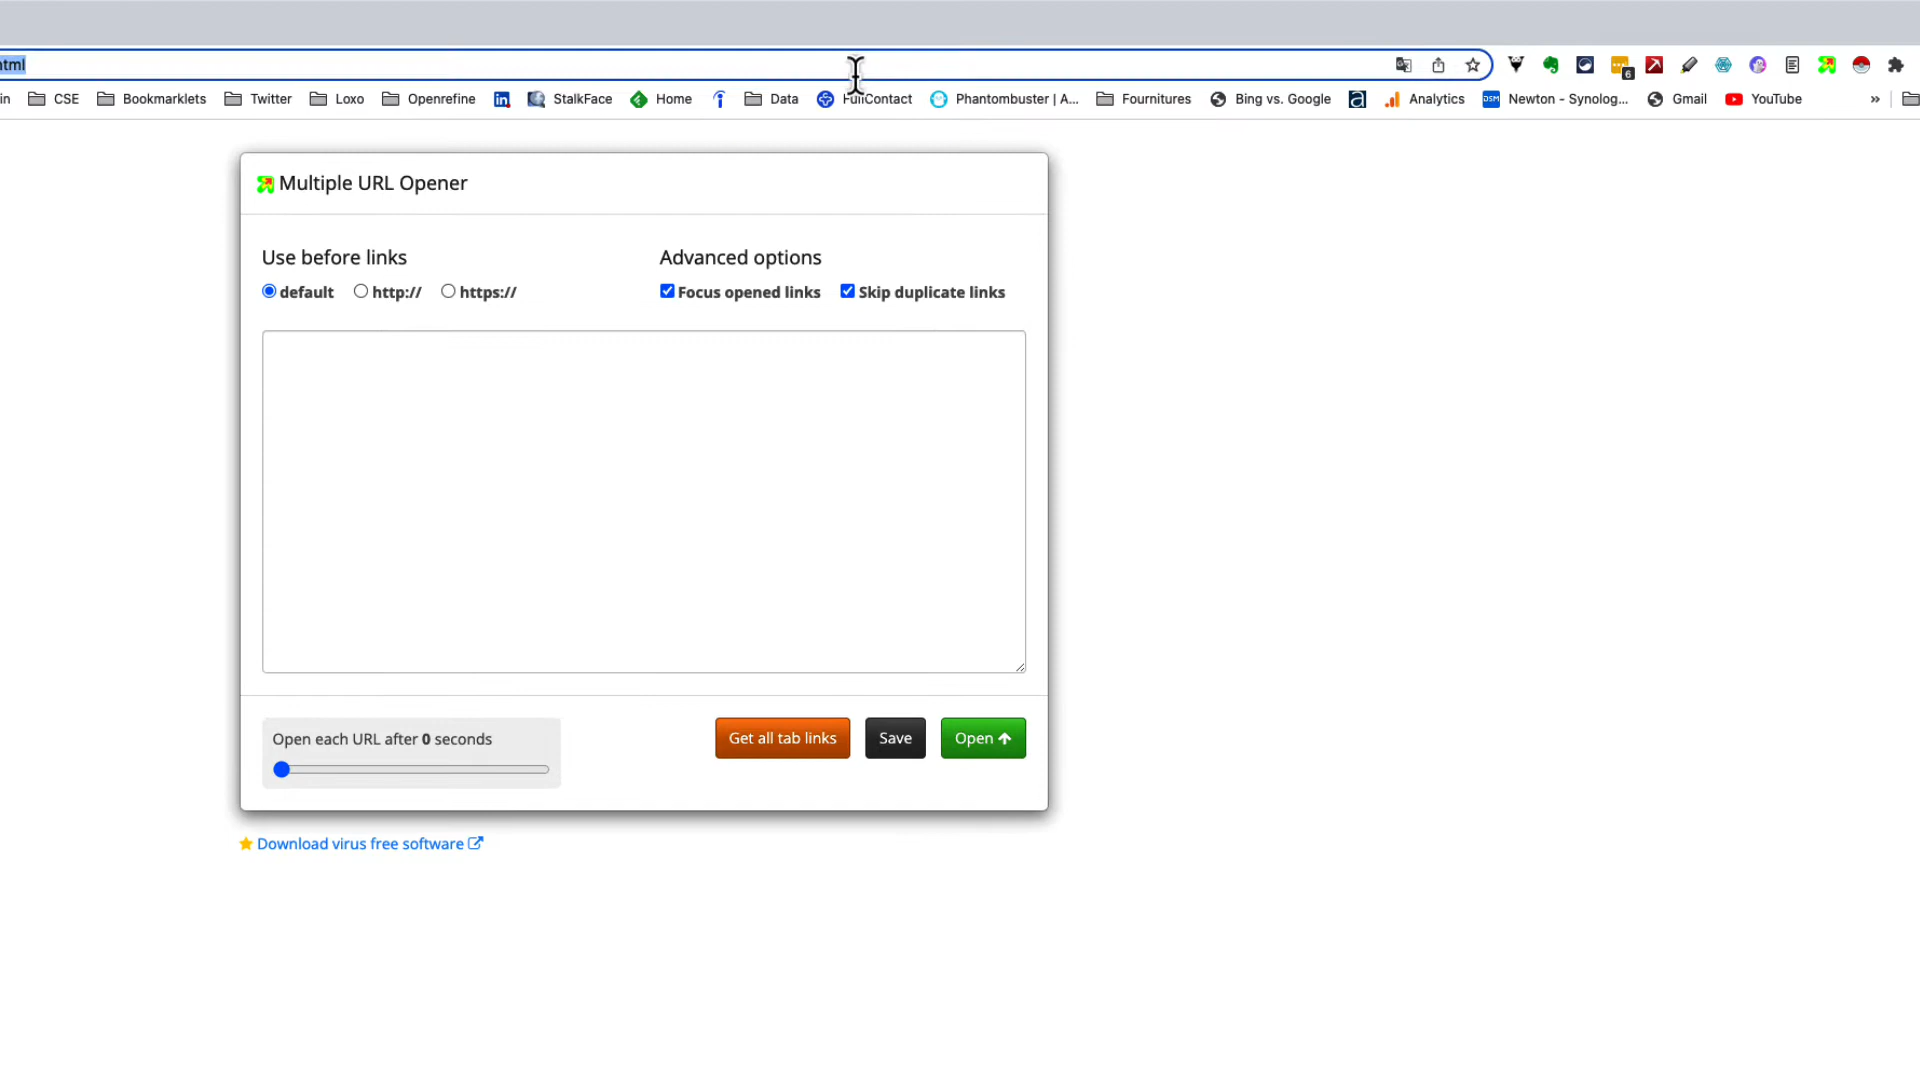 html
in CSE Bookmarklets Twitter Loxo Openrefine StalkFace Home Data FullContact Phantombuster | A... Fournitures Bing vs. Google Analytics Newton - Synolog... Gmail YouTube »
6
Multiple URL Opener
Use before links Advanced options
default http:// https:// Focus opened links Skip duplicate links
Open each URL after 0 seconds
Get all tab links Save Open
Download virus free software